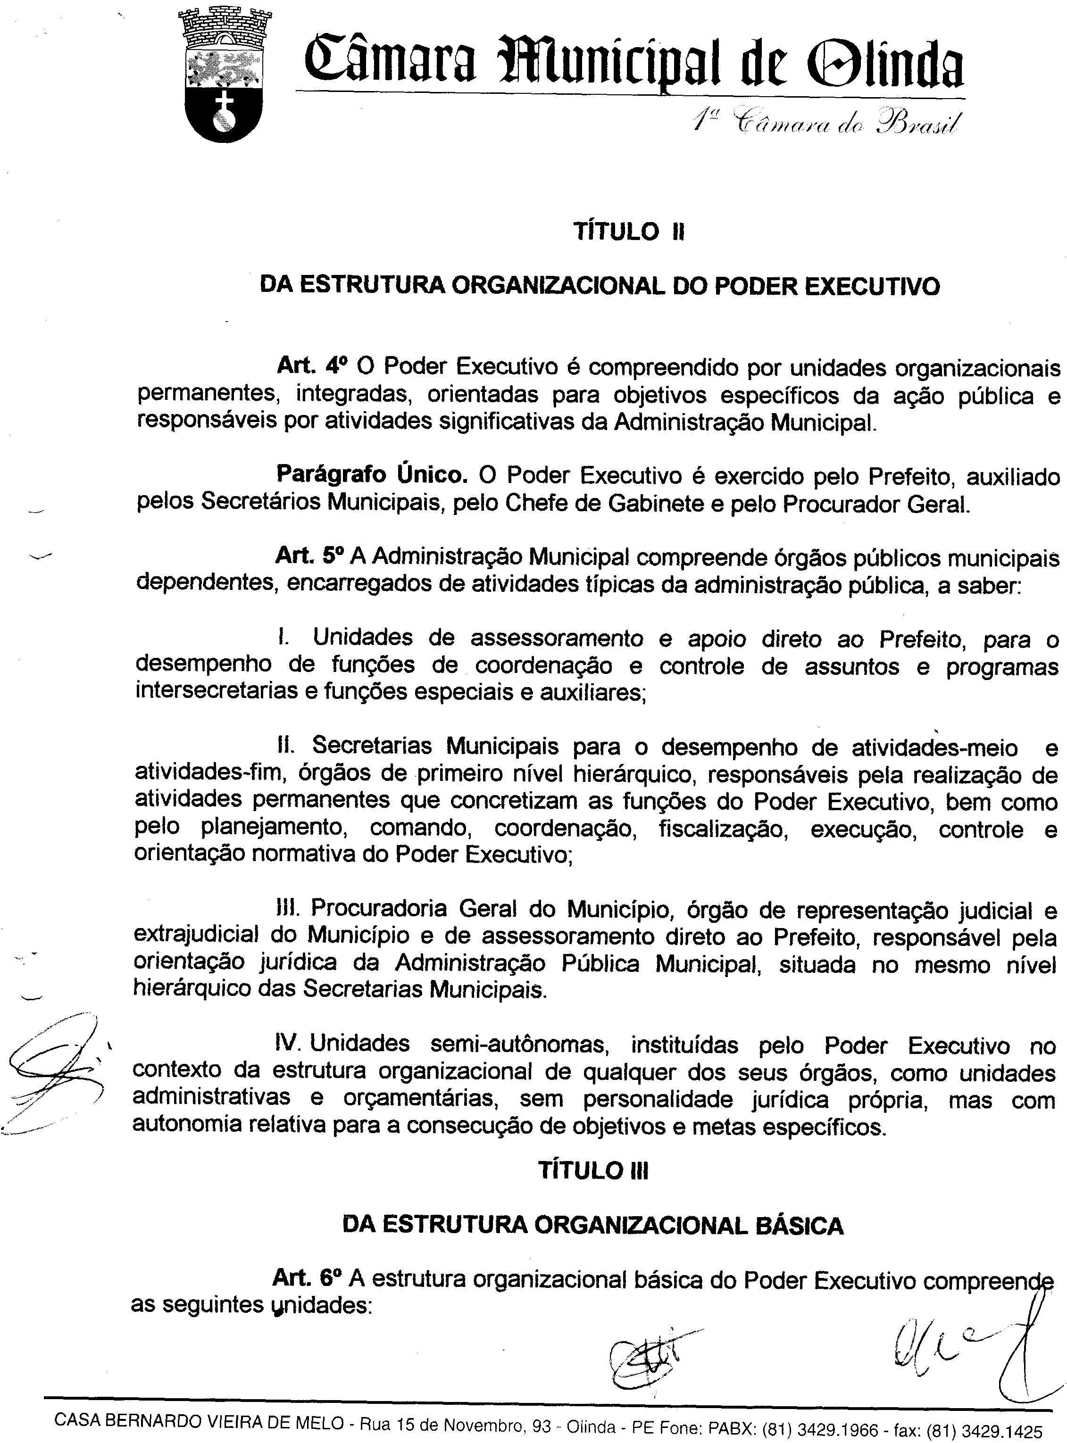 Câmara Municipal de Olinda
1ª Câmara do Brasil
TÍTULO II
DA ESTRUTURA ORGANIZACIONAL DO PODER EXECUTIVO
Art. 4º O Poder Executivo é compreendido por unidades organizacionais
permanentes, integradas, orientadas para objetivos específicos da ação pública e
responsáveis por atividades significativas da Administração Municipal.
Parágrafo Único. O Poder Executivo é exercido pelo Prefeito, auxiliado
pelos Secretários Municipais, pelo Chefe de Gabinete e pelo Procurador Geral.
Art. 5º A Administração Municipal compreende órgãos públicos municipais
dependentes, encarregados de atividades típicas da administração pública, a saber:
I. Unidades de assessoramento e apoio direto ao Prefeito, para o
desempenho de funções de coordenação e controle de assuntos e programas
intersecretarias e funções especiais e auxiliares;
II. Secretarias Municipais para o desempenho de atividades-meio e
atividades-fim, órgãos de primeiro nível hierárquico, responsáveis pela realização de
atividades permanentes que concretizam as funções do Poder Executivo, bem como
pelo planejamento, comando, coordenação, fiscalização, execução, controle e
orientação normativa do Poder Executivo;
III. Procuradoria Geral do Município, órgão de representação judicial e
extrajudicial do Município e de assessoramento direto ao Prefeito, responsável pela
orientação jurídica da Administração Pública Municipal, situada no mesmo nível
hierárquico das Secretarias Municipais.
IV. Unidades semi-autônomas, instituídas pelo Poder Executivo no
contexto da estrutura organizacional de qualquer dos seus órgãos, como unidades
administrativas e orçamentárias, sem personalidade jurídica própria, mas com
autonomia relativa para a consecução de objetivos e metas específicos.
TÍTULO III
DA ESTRUTURA ORGANIZACIONAL BÁSICA
Art. 6º A estrutura organizacional básica do Poder Executivo compreende
as seguintes unidades:
CASA BERNARDO VIEIRA DE MELO - Rua 15 de Novembro, 93 - Olinda - PE Fone: PABX: (81) 3429.1966 - fax: (81) 3429.1425